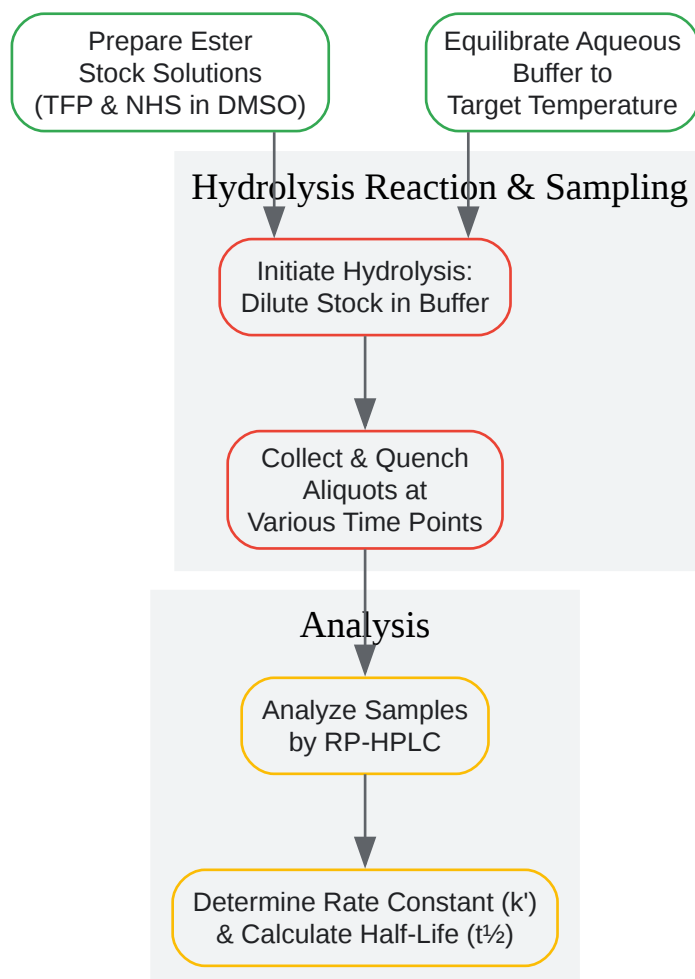 Prepare Ester
Stock Solutions
(TFP & NHS in DMSO)
Equilibrate Aqueous
Buffer to
Target Temperature
Hydrolysis Reaction & Sampling
Initiate Hydrolysis:
Dilute Stock in Buffer
Collect & Quench
Aliquots at
Various Time Points
Analysis
Analyze Samples
by RP-HPLC
Determine Rate Constant (k')
& Calculate Half-Life (t½)